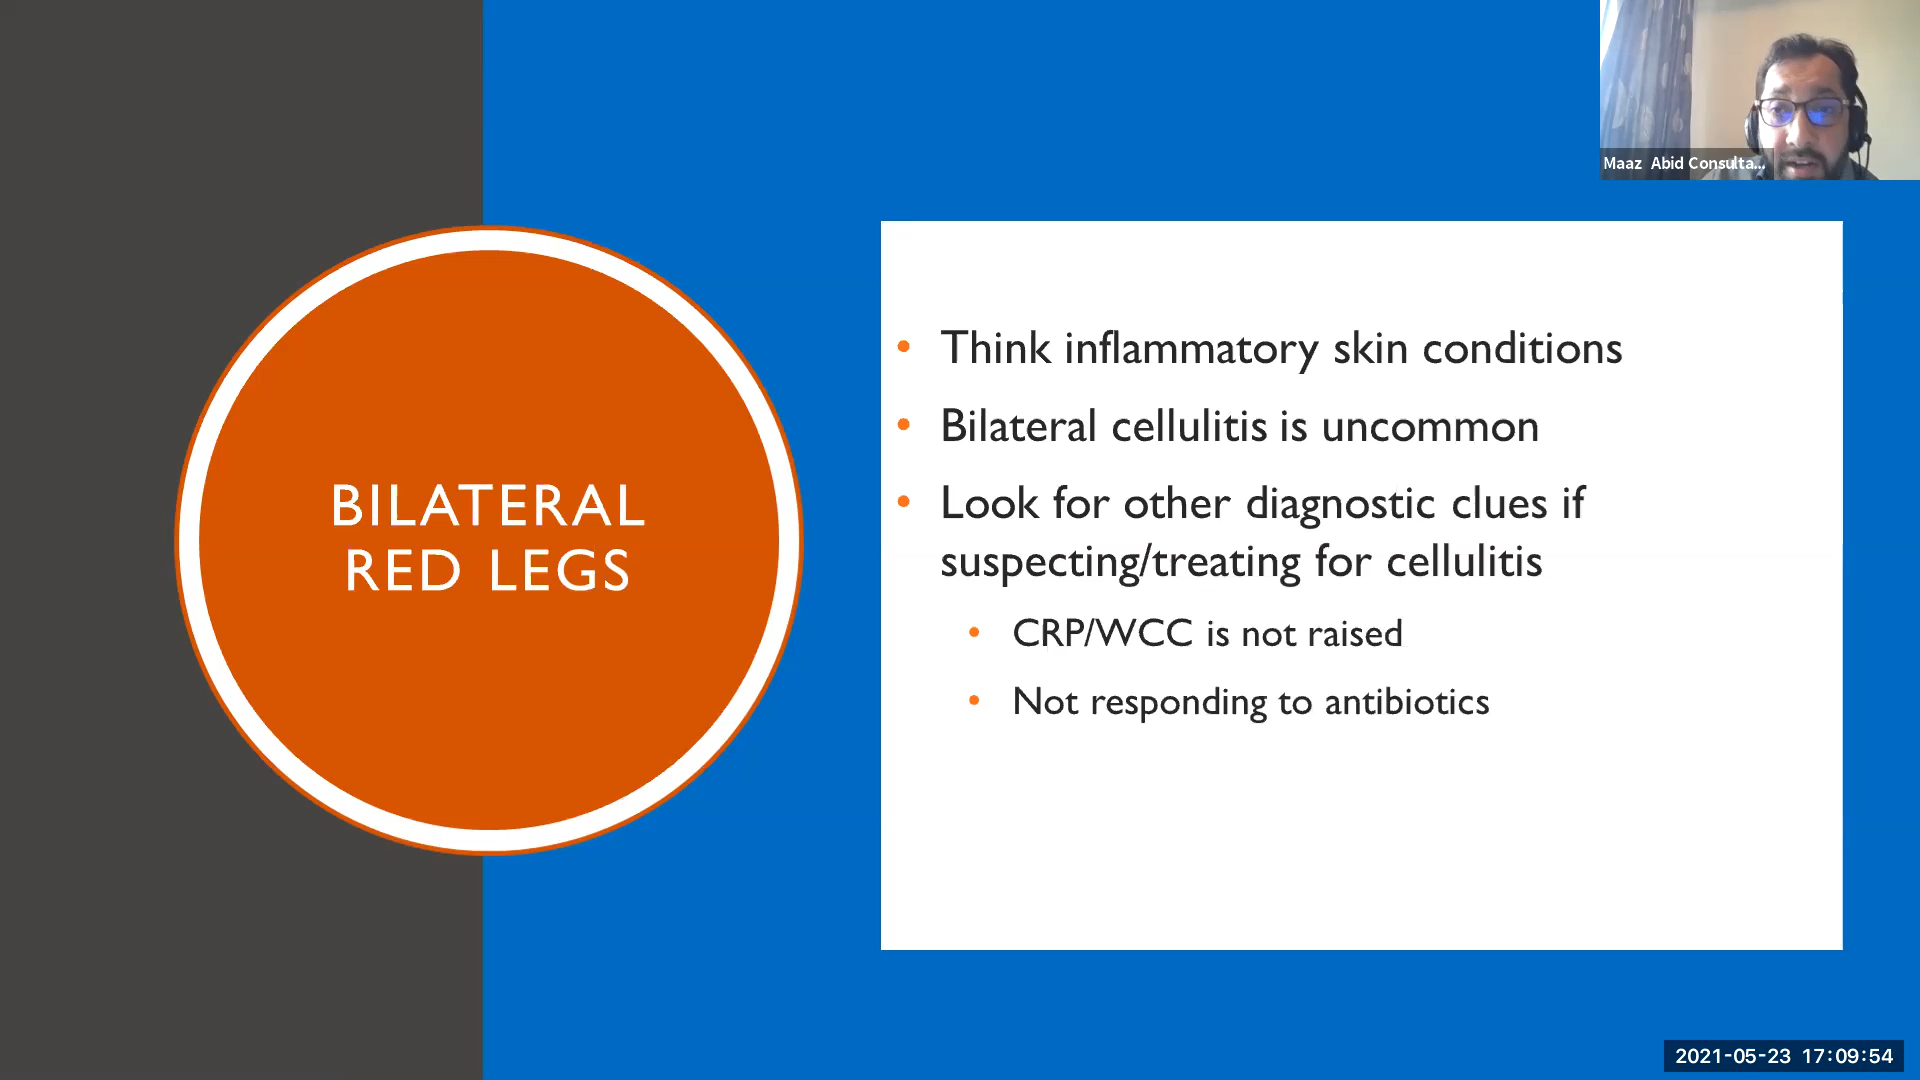 Maaz Abid Consulta...
BILATERAL
RED LEGS
• Think inflammatory skin conditions
• Bilateral cellulitis is uncommon
• Look for other diagnostic clues if
suspecting/treating for cellulitis
• CRP/WCC is not raised
• Not responding to antibiotics
2021-05-23 17:09:54